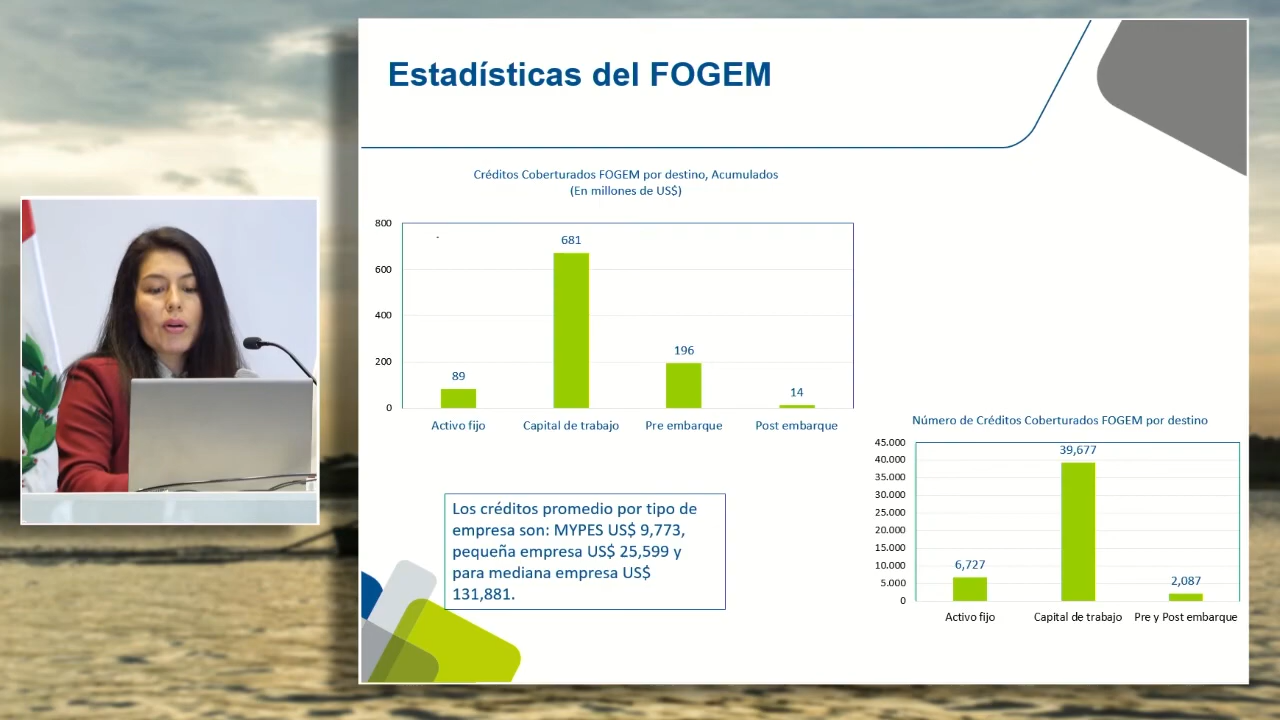 Estadísticas del FOGEM
Créditos Coberturados FOGEM por destino, Acumulados
(En millones de US$)
800
600
400
200
0
-
89
681
196
14
Activo fijo
Capital de trabajo
Pre embarque
Post embarque
Los créditos promedio por tipo de
empresa son: MYPES US$ 9,773,
pequeña empresa US$ 25,599 y
para mediana empresa US$
131,881.
Número de Créditos Coberturados FOGEM por destino
45.000
40.000
35.000
30.000
25.000
20.000
15.000
10.000
5.000
0
6,727
39,677
2,087
Activo fijo
Capital de trabajo
Pre y Post embarque